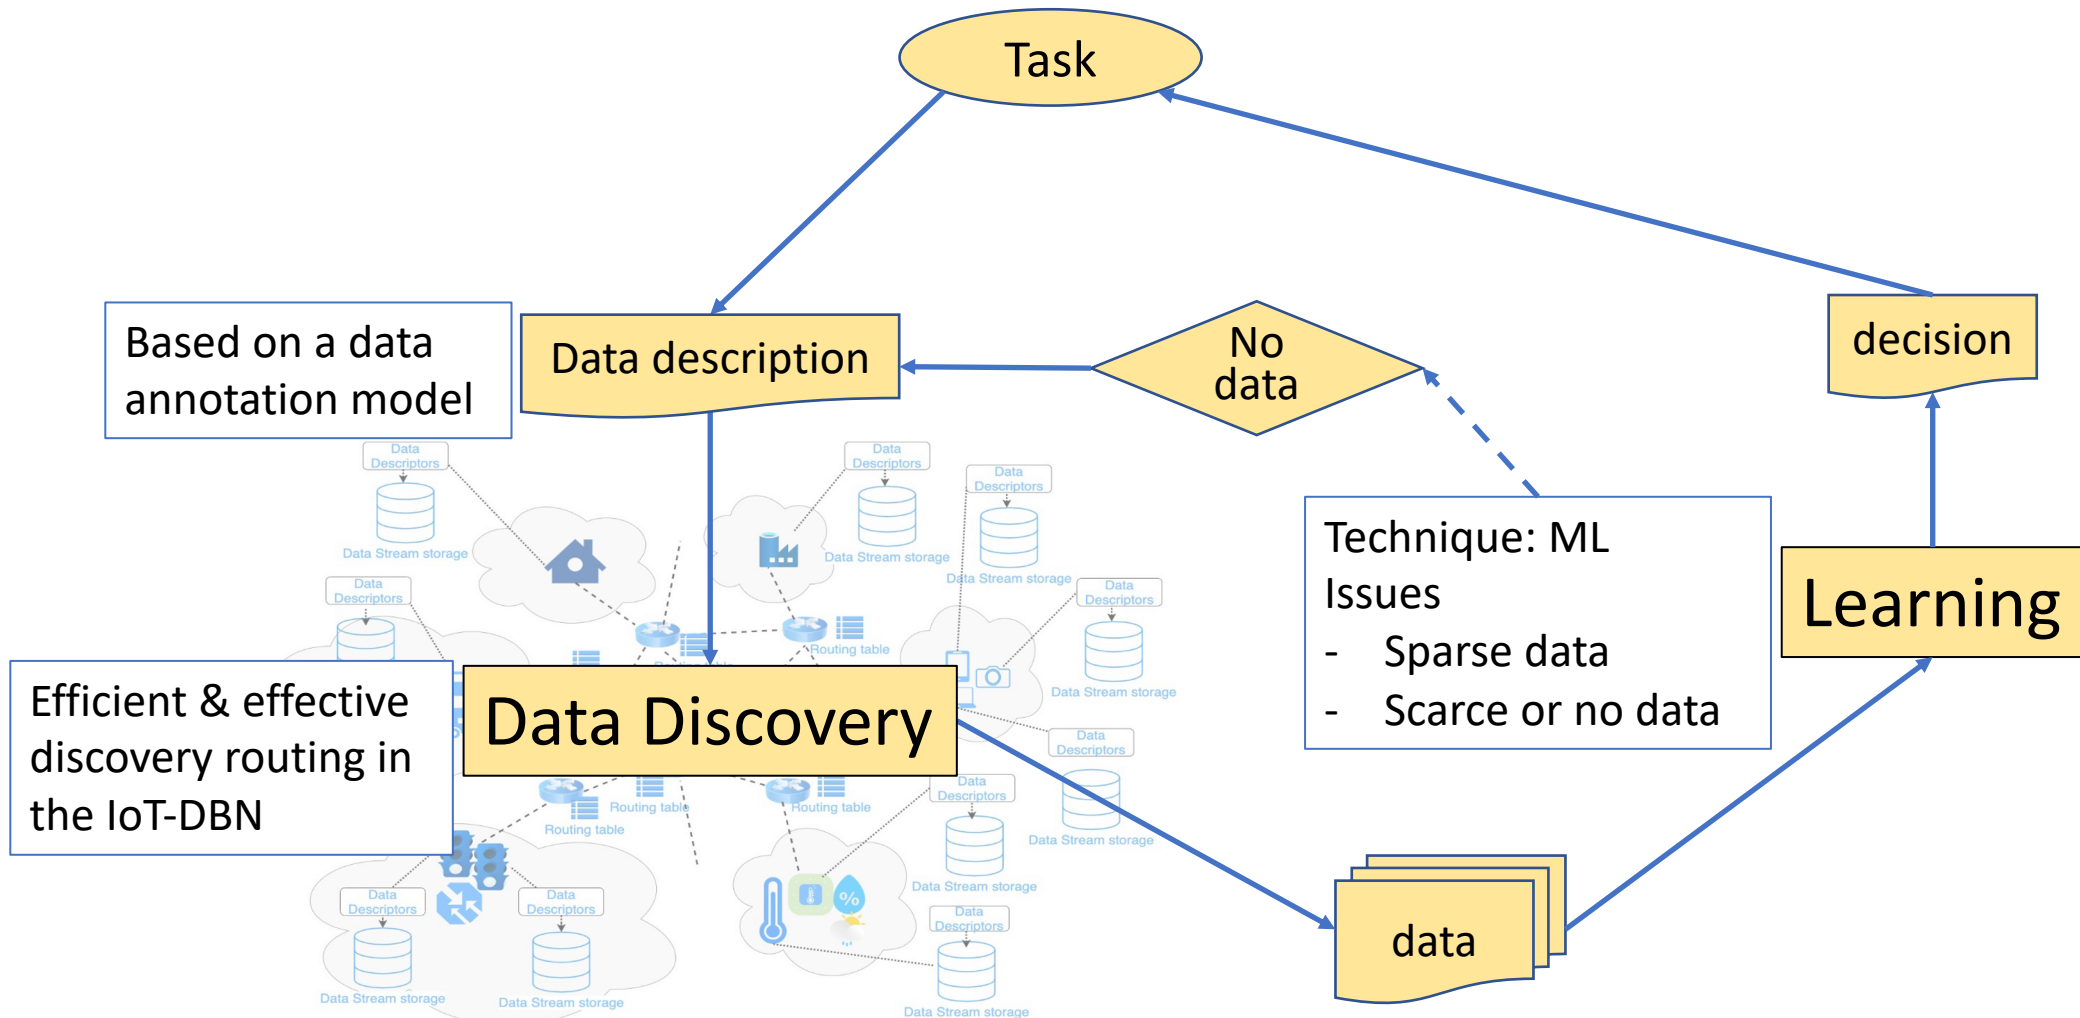 Task
Based on a data
annotation model
Data description
No
data
decision
Data
Descriptors
Data Stream storage
Data
Descriptors
Data Stream storage
Data
Descriptors
Data Stream storage
Technique: ML
Issues
- Sparse data
- Scarce or no data
Learning
Data
Descriptors
Data
Descriptors
Data Stream storage
Routing table
Efficient & effective
discovery routing in
the IoT-DBN
Data Discovery
Data
Descriptors
Data Stream storage
Routing table
Routing table
Routing table
Data
Descriptors
Data Stream storage
%
Data
Descriptors
Data Stream storage
Data
Descriptors
Data Stream storage
Data
Descriptors
Data Stream storage
data